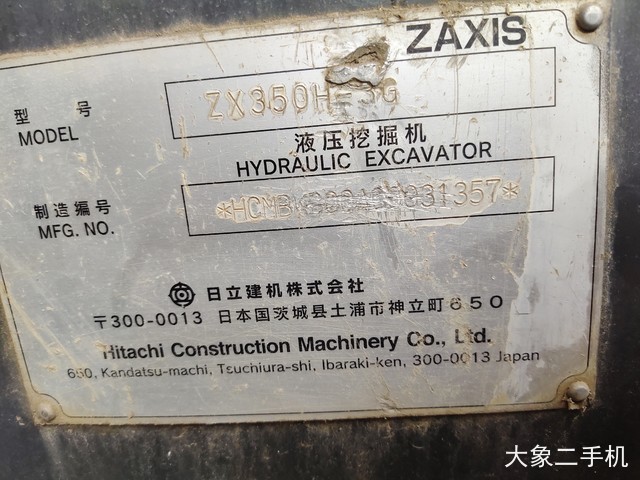 ZAXIS
型 号
MODEL
ZX350H-3G
液压挖掘机
HYDRAULIC EXCAVATOR
制造编号
MFG. NO.
日立建机株式会社
〒300-0013 日本国茨城县土浦市神立町650
Hitachi Construction Machinery Co., Ltd.
650, Kandatsu-machi, Tsuchiura-shi, Ibaraki-ken, 300-0013 Japan
大象二手机